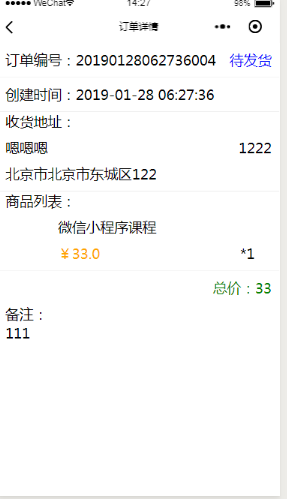 WeChat 14:27 98%
订单详情
订单编号：20190128062736004 待发货
创建时间：2019-01-28 06:27:36
收货地址：
嗯嗯嗯 1222
北京市北京市东城区122
商品列表：
微信小程序课程
￥33.0 *1
总价：33
备注：
111